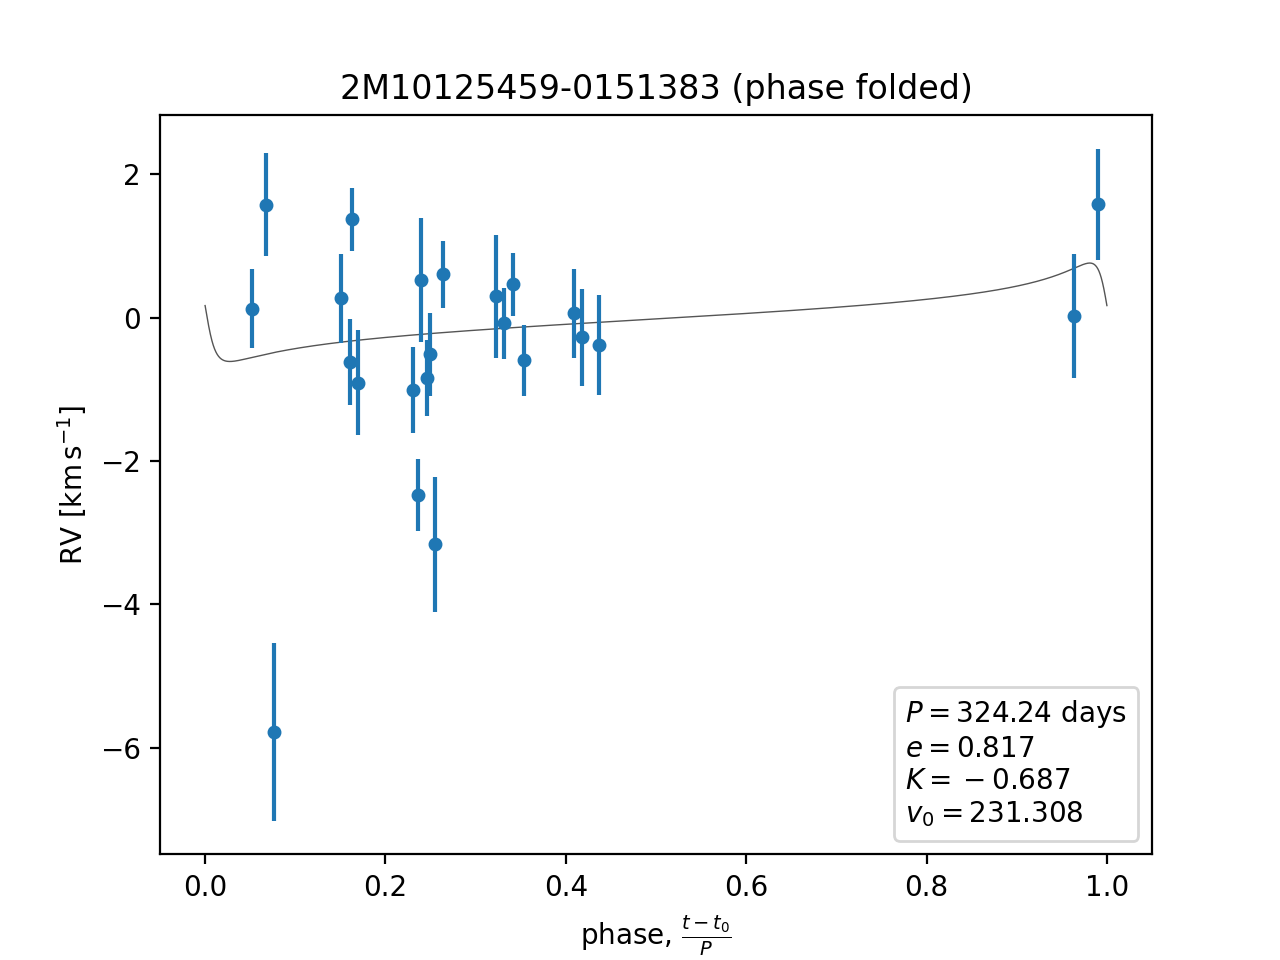 2M10125459-0151383 (phase folded)
RV [km s⁻¹]
2
0
−2
−4
−6
P = 324.24 days
e = 0.817
K = −0.687
v₀ = 231.308
0.0 0.2 0.4 0.6 0.8 1.0
phase, (t − t₀)/P